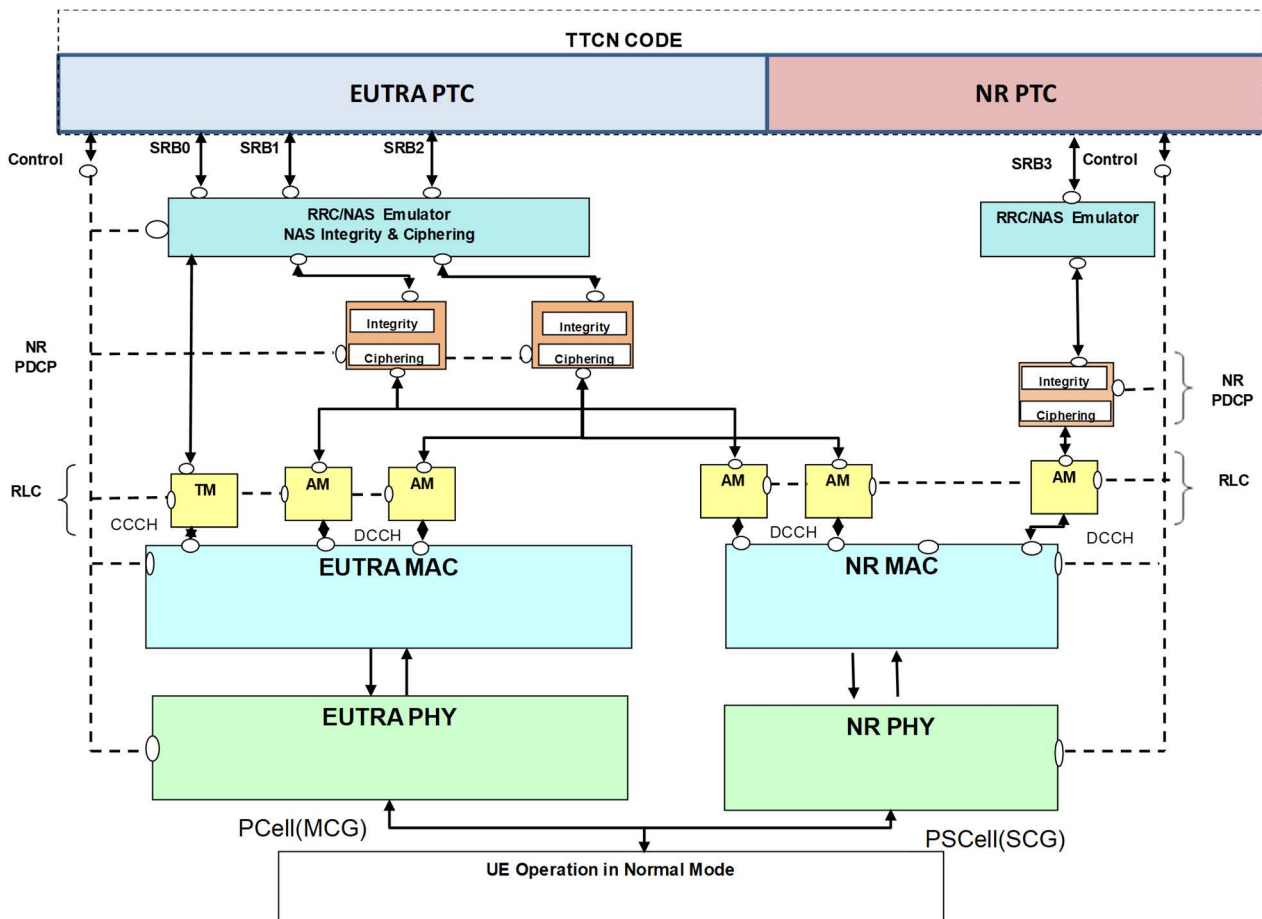 TTCN CODE
EUTRA PTC
NR PTC
Control
SRB0
SRB1
SRB2
SRB3
Control
RRC/NAS Emulator
NAS Integrity & Ciphering
RRC/NAS Emulator
NR
PDCP
Integrity
Ciphering
Integrity
Ciphering
Integrity
Ciphering
NR
PDCP
RLC
TM
AM
AM
AM
AM
AM
RLC
CCCH
DCCH
DCCH
DCCH
EUTRA MAC
NR MAC
EUTRA PHY
NR PHY
PCell(MCG)
PSCell(SCG)
UE Operation in Normal Mode